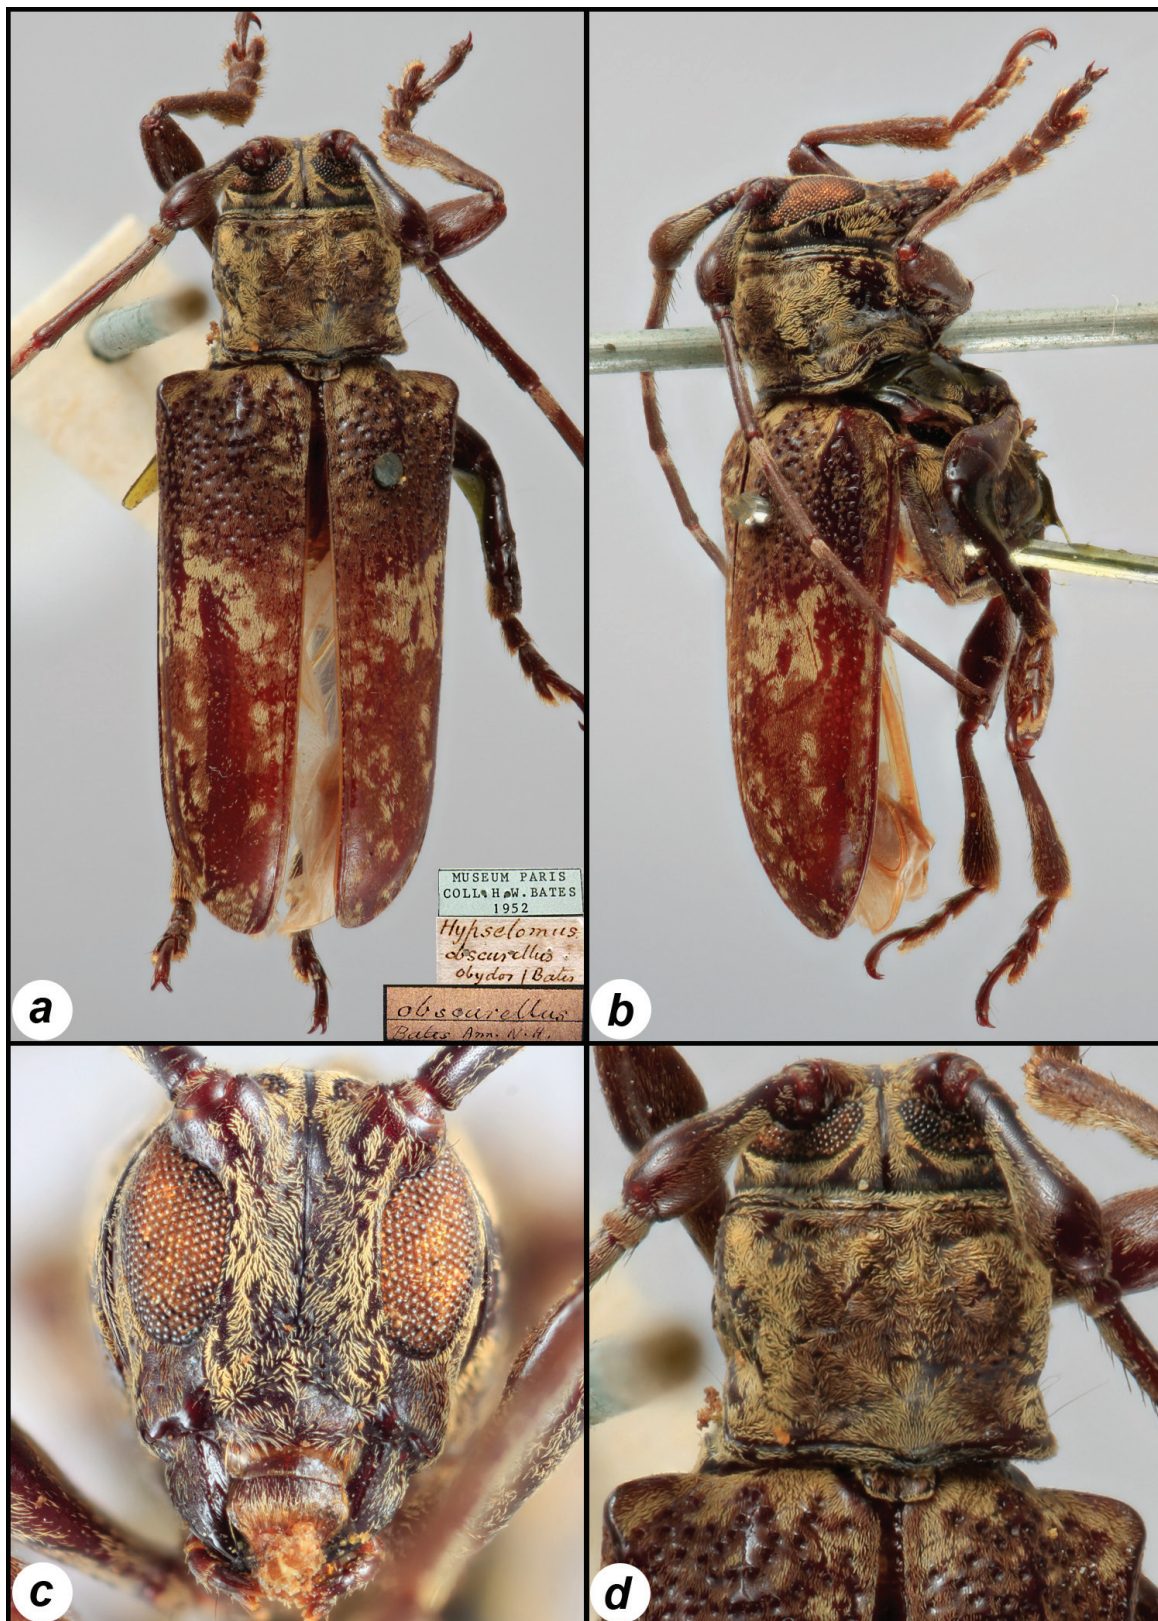 MUSEUM PARIS
COLL. H.W. BATES
1952
Hypselomus
obscurellus
Obydos / Bates
obscurellus
Bates Ann. N. H.
a
b
c
d